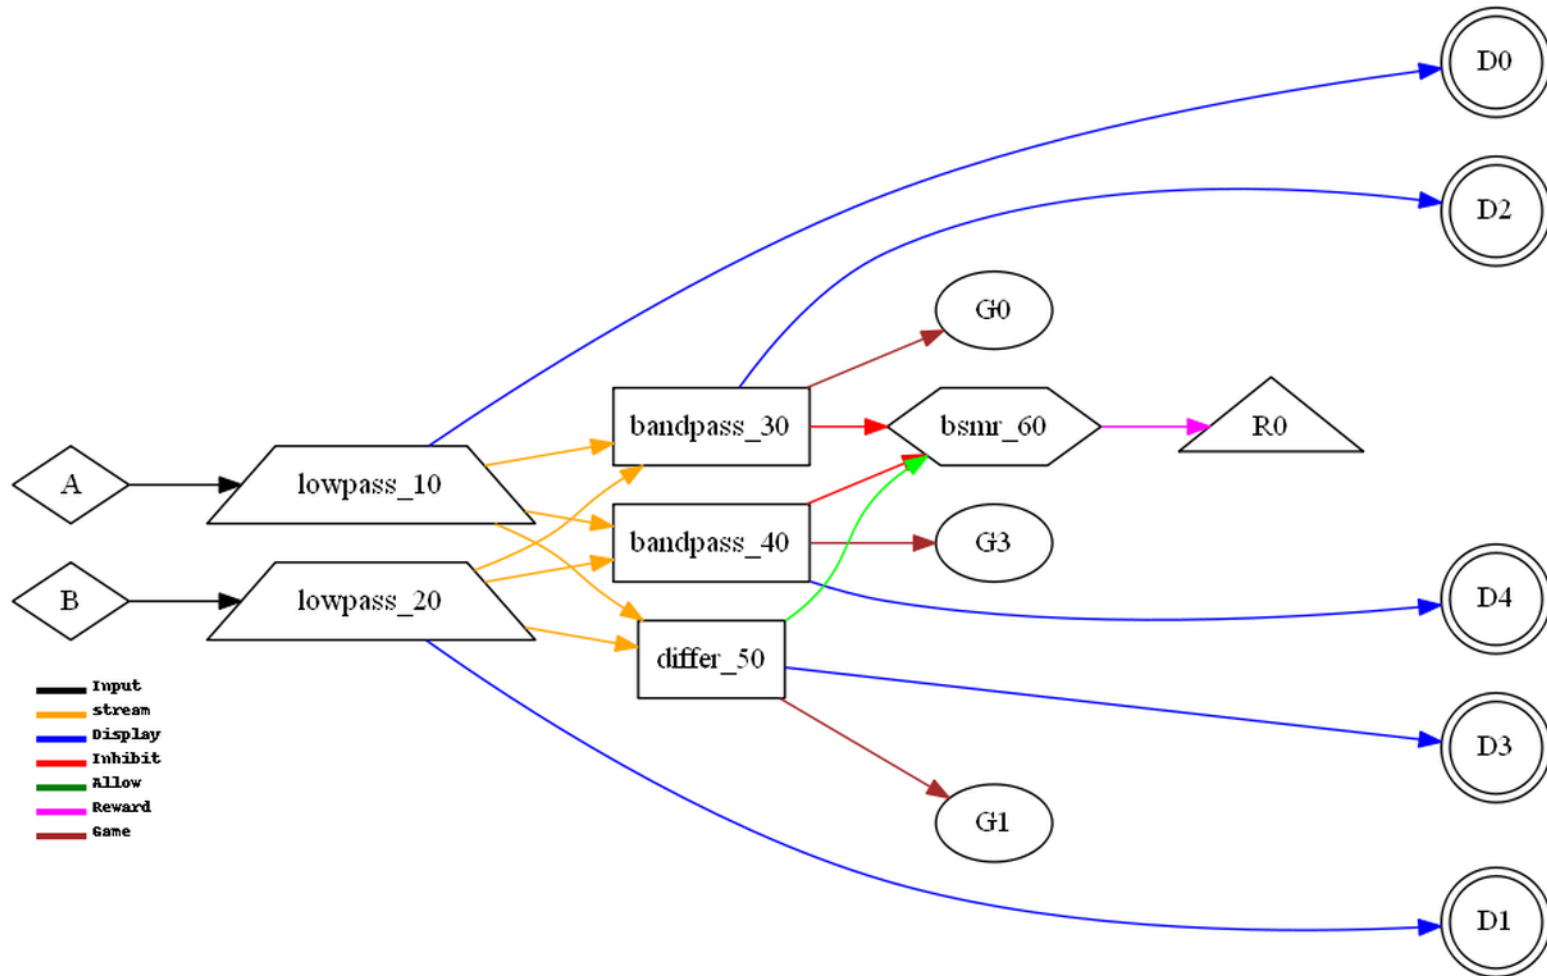 D0
D2
G0
bandpass_30
bsmr_60
R0
A
lowpass_10
bandpass_40
G3
B
lowpass_20
D4
differ_50
D3
Input
stream
Display
Inhibit
Allow
Reward
Game
G1
D1